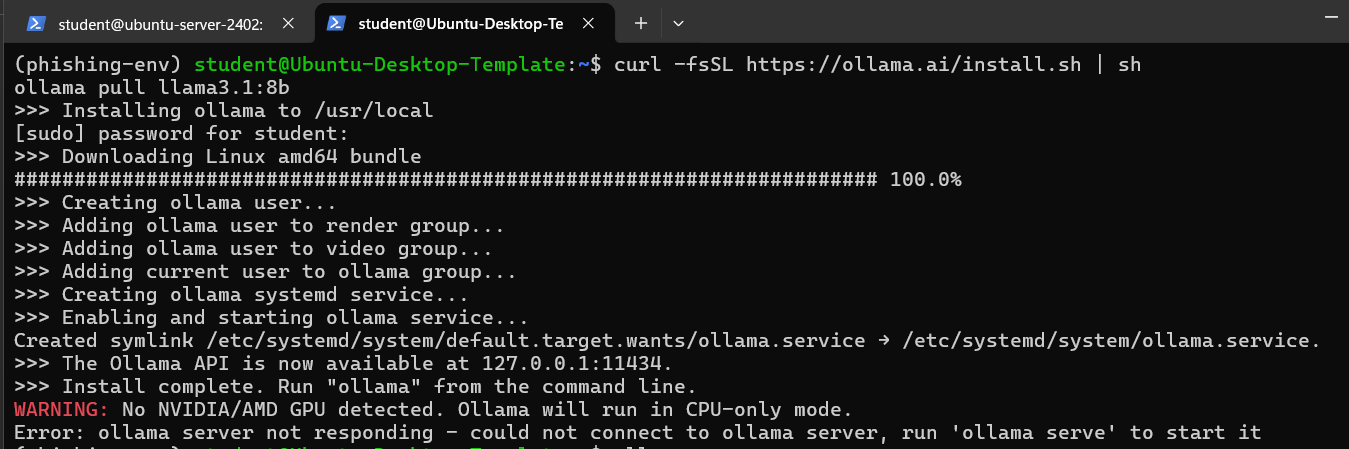 student@ubuntu-server-2402:
student@Ubuntu-Desktop-Te
(phishing-env) student@Ubuntu-Desktop-Template:~$ curl -fsSL https://ollama.ai/install.sh | sh
ollama pull llama3.1:8b
>>> Installing ollama to /usr/local
[sudo] password for student:
>>> Downloading Linux amd64 bundle
######################################################################## 100.0%
>>> Creating ollama user...
>>> Adding ollama user to render group...
>>> Adding ollama user to video group...
>>> Adding current user to ollama group...
>>> Creating ollama systemd service...
>>> Enabling and starting ollama service...
Created symlink /etc/systemd/system/default.target.wants/ollama.service → /etc/systemd/system/ollama.service.
>>> The Ollama API is now available at 127.0.0.1:11434.
>>> Install complete. Run "ollama" from the command line.
WARNING: No NVIDIA/AMD GPU detected. Ollama will run in CPU-only mode.
Error: ollama server not responding - could not connect to ollama server, run 'ollama serve' to start it